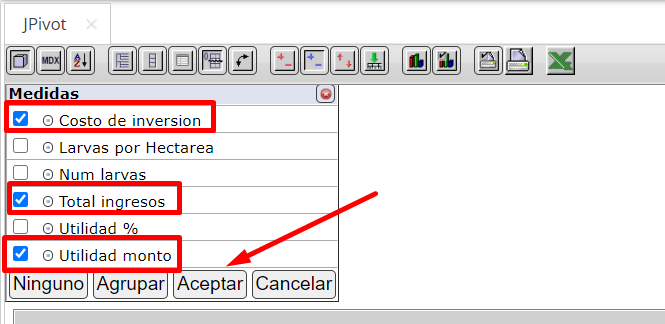 JPivot ×
MDX A Z
Medidas
Costo de inversion
Larvas por Hectarea
Num larvas
Total ingresos
Utilidad %
Utilidad monto
Ninguno Agrupar Aceptar Cancelar